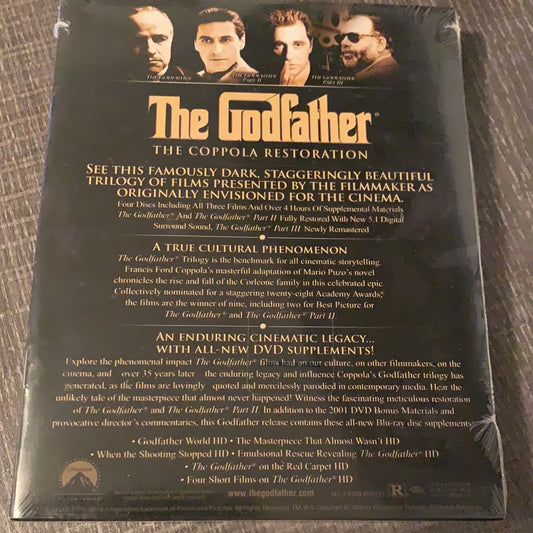 The Godfather
The Godfather
Part II
The Godfather
Part III
The Godfather®
THE COPPOLA RESTORATION
SEE THIS FAMOUSLY DARK, STAGGERINGLY BEAUTIFUL
TRILOGY OF FILMS PRESENTED BY THE FILMMAKER AS
ORIGINALLY ENVISIONED FOR THE CINEMA.
Four Discs Including All Three Films And Over 4 Hours Of Supplemental Materials
The Godfather® And The Godfather® Part II Fully Restored With New 5.1 Digital
Surround Sound, The Godfather® Part III Newly Remastered
A TRUE CULTURAL PHENOMENON
The Godfather® Trilogy is the benchmark for all cinematic storytelling.
Francis Ford Coppola's masterful adaptation of Mario Puzo's novel
chronicles the rise and fall of the Corleone family in this celebrated epic.
Collectively nominated for a staggering twenty-eight Academy Awards,®
the films are the winner of nine, including two for Best Picture for
The Godfather® and The Godfather® Part II.
AN ENDURING CINEMATIC LEGACY...
WITH ALL-NEW DVD SUPPLEMENTS!
Explore the phenomenal impact The Godfather® films had on our culture, on other filmmakers, on the
cinema, and over 35 years later the enduring legacy and influence Coppola's Godfather trilogy has
generated, as the films are lovingly quoted and mercilessly parodied in contemporary media. Hear the
unlikely tale of the masterpiece that almost never happened! Witness the fascinating meticulous restoration
of The Godfather® and The Godfather® Part II. In addition to the 2001 DVD Bonus Materials and
provocative director's commentaries, this Godfather release contains these all-new Blu-ray disc supplements:
• Godfather World HD • The Masterpiece That Almost Wasn't HD
• When the Shooting Stopped HD • Emulsional Rescue Revealing The Godfather® HD
• The Godfather® on the Red Carpet HD
• Four Short Films on The Godfather® HD
www.thegodfather.com
ALL FILMS RATED
R
Paramount